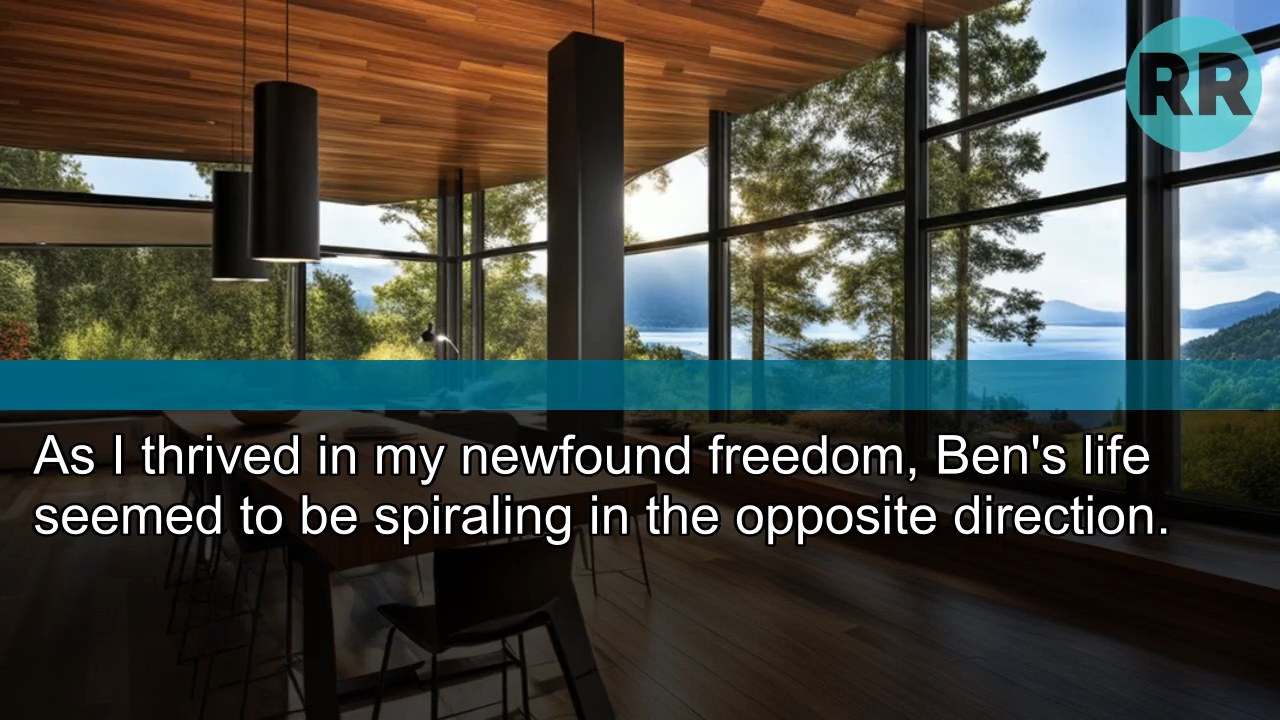 RR
As I thrived in my newfound freedom, Ben's life
seemed to be spiraling in the opposite direction.